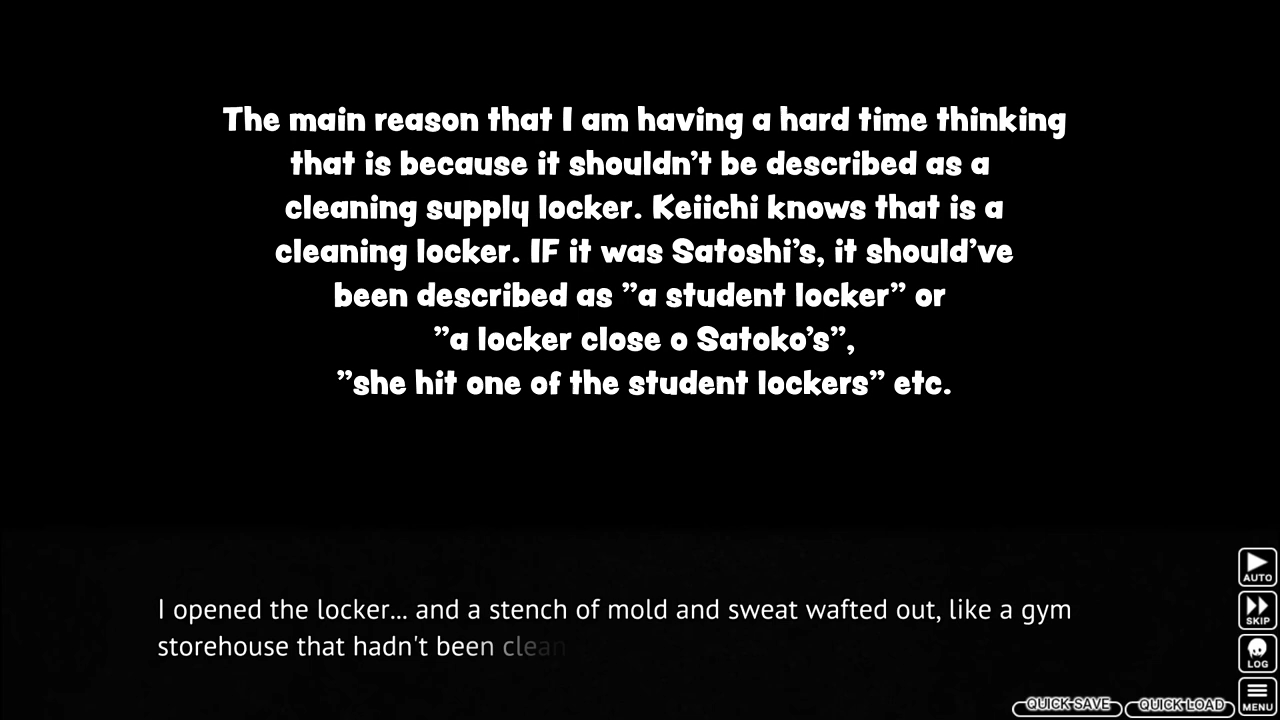 The main reason that I am having a hard time thinking
that is because it shouldn't be described as a
cleaning supply locker. Keiichi knows that is a
cleaning locker. IF it was Satoshi's, it should've
been described as ”a student locker” or
”a locker close o Satoko's”,
”she hit one of the student lockers” etc.
I opened the locker... and a stench of mold and sweat wafted out, like a gym
storehouse that hadn't been clean
AUTO
SKIP
LOG
MENU
QUICK SAVE
QUICK LOAD